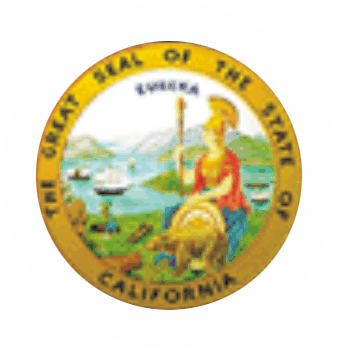 THE GREAT SEAL OF THE STATE OF
EUREKA
CALIFORNIA